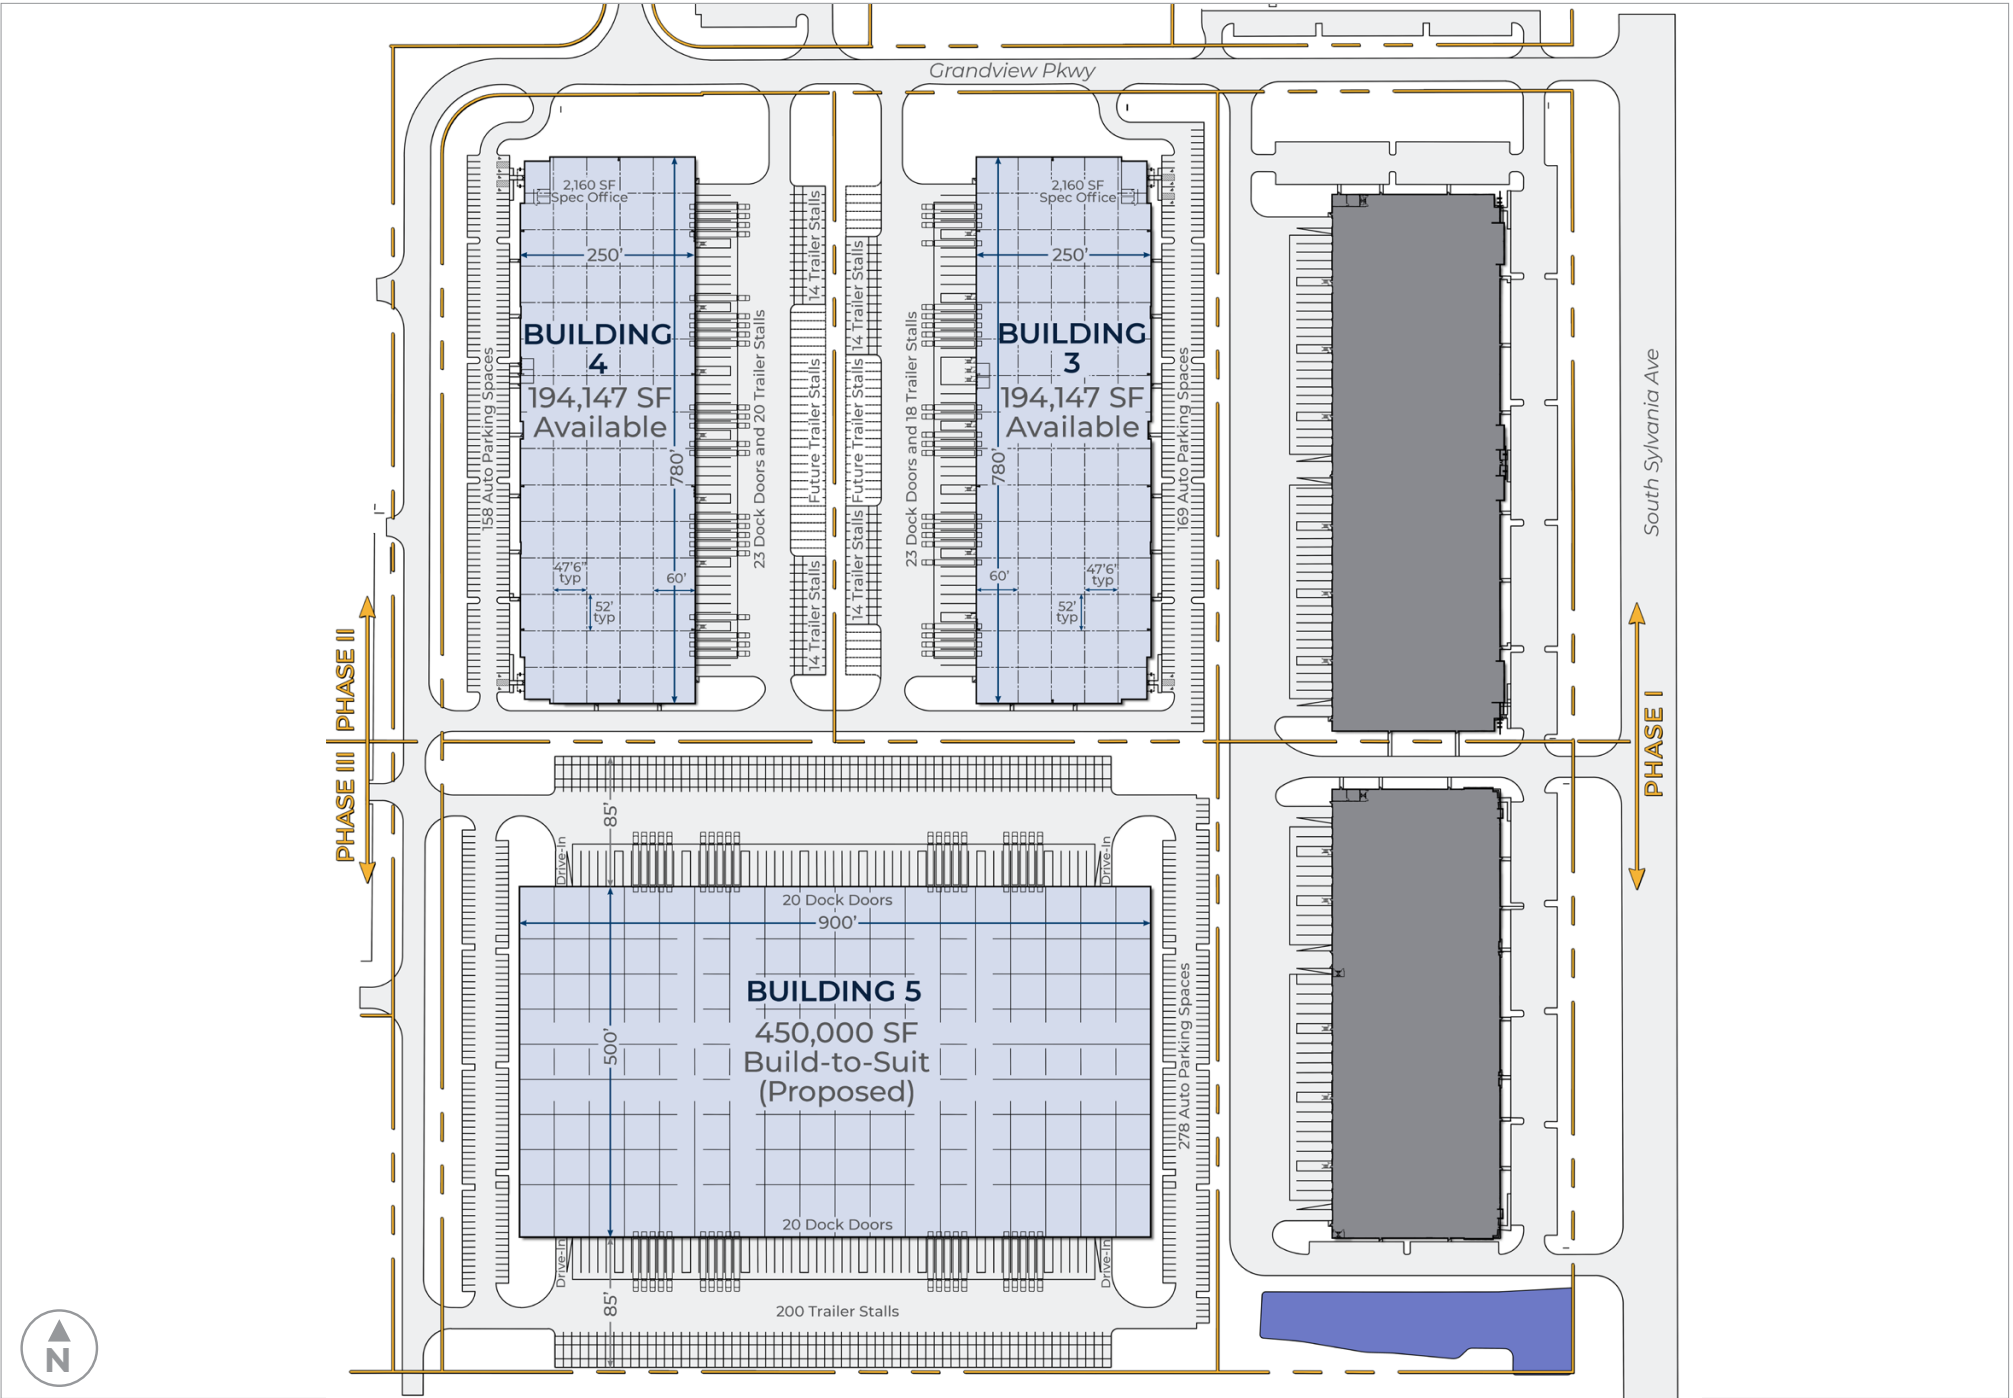 Grandview Pkwy
2,160 SF
Spec Office
250'
BUILDING
4
194,147 SF
Available
780'
47'6"
typ
60'
52'
typ
158 Auto Parking Spaces
23 Dock Doors and 20 Trailer Stalls
14 Trailer Stalls
Future Trailer Stalls
14 Trailer Stalls
14 Trailer Stalls
Future Trailer Stalls
14 Trailer Stalls
23 Dock Doors and 18 Trailer Stalls
2,160 SF
Spec Office
250'
BUILDING
3
194,147 SF
Available
780'
60'
47'6"
typ
52'
typ
169 Auto Parking Spaces
South Sylvania Ave
PHASE II
PHASE III
PHASE I
85'
Drive-In
Drive-In
20 Dock Doors
900'
BUILDING 5
450,000 SF
Build-to-Suit
(Proposed)
500'
278 Auto Parking Spaces
20 Dock Doors
Drive-In
Drive-In
85'
200 Trailer Stalls
N